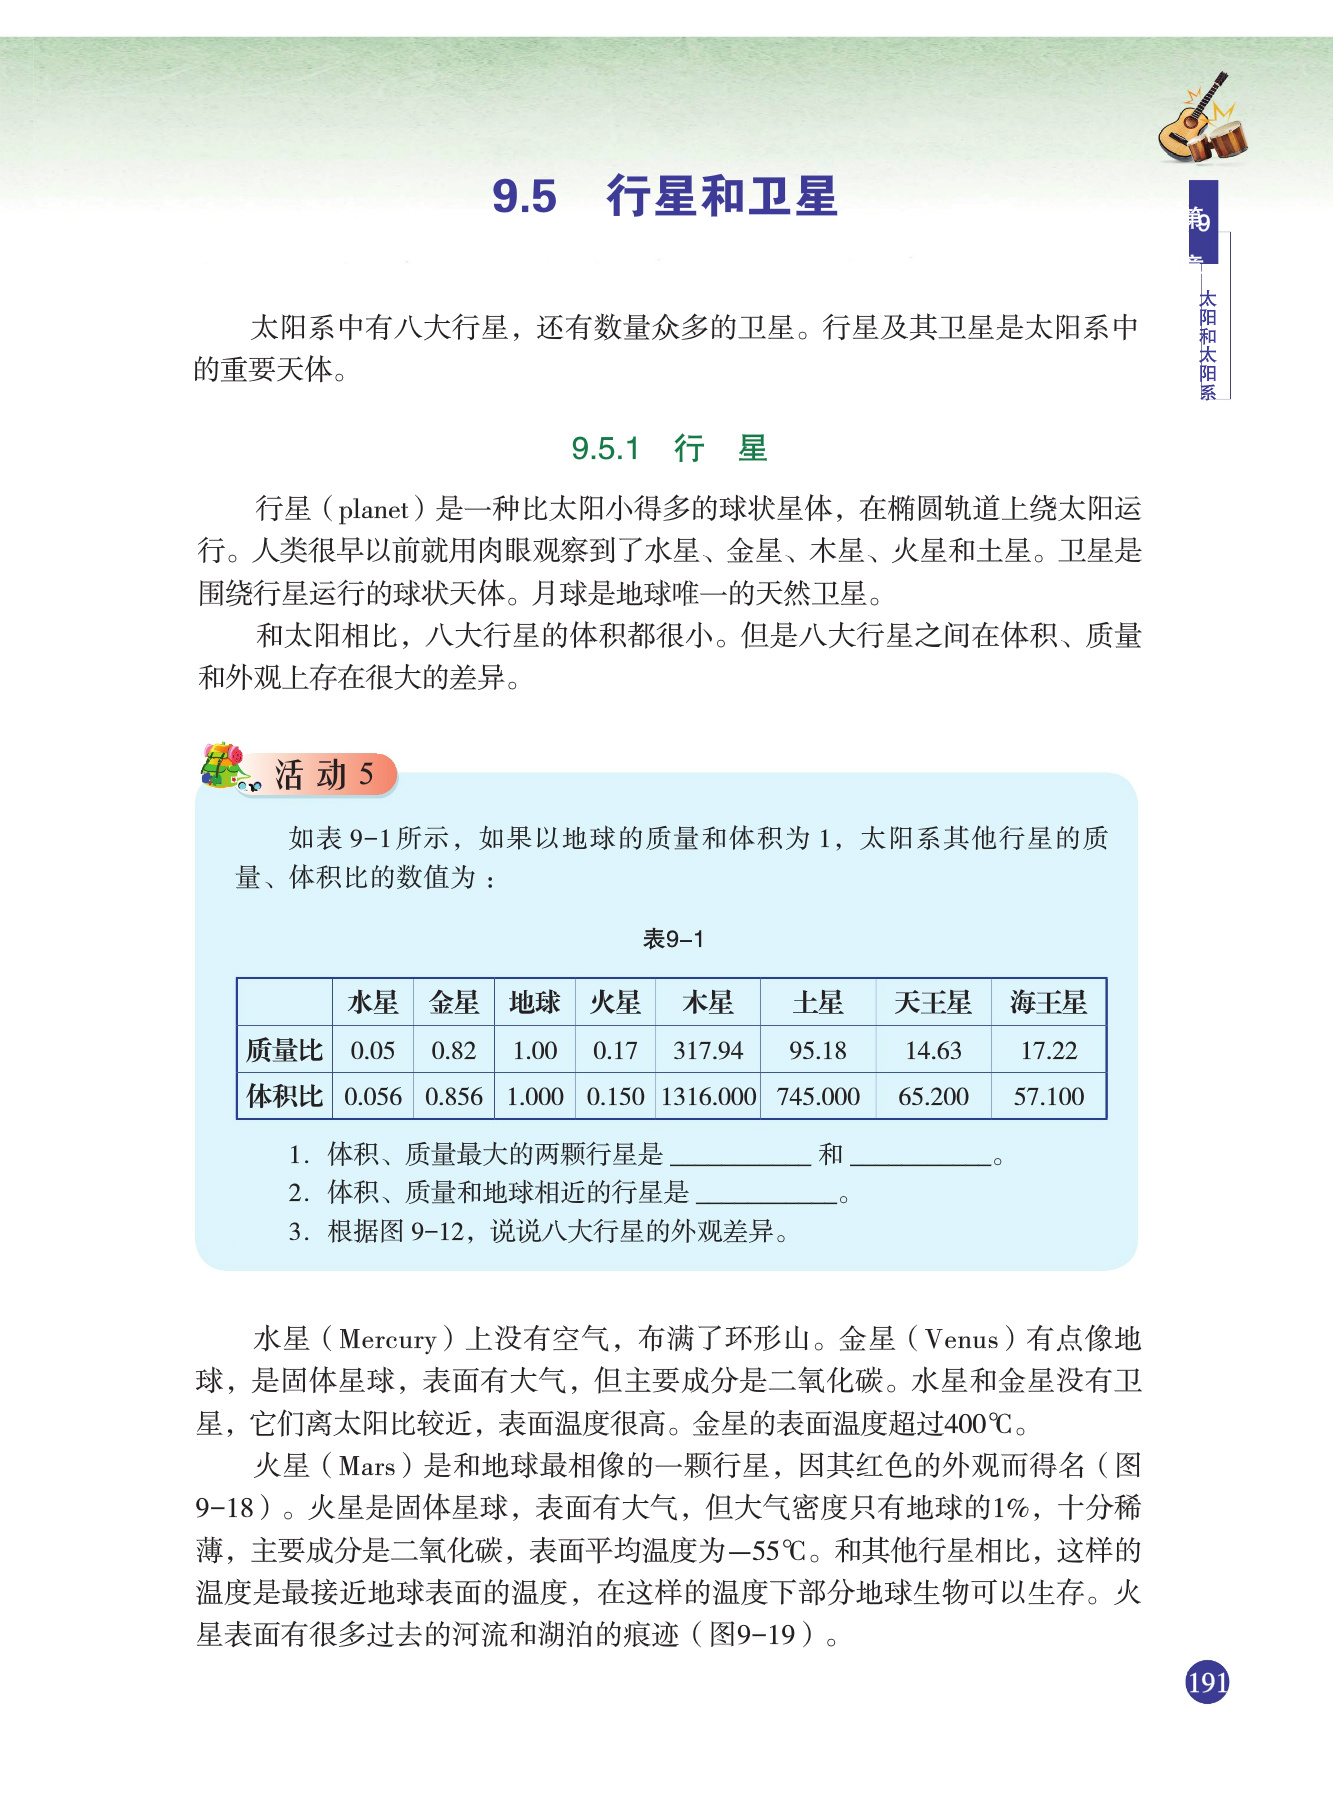 9.5 行星和卫星
第9章
太阳和太阳系
太阳系中有八大行星，还有数量众多的卫星。行星及其卫星是太阳系中
的重要天体。
9.5.1 行 星
行星（planet）是一种比太阳小得多的球状星体，在椭圆轨道上绕太阳运
行。人类很早以前就用肉眼观察到了水星、金星、木星、火星和土星。卫星是
围绕行星运行的球状天体。月球是地球唯一的天然卫星。
和太阳相比，八大行星的体积都很小。但是八大行星之间在体积、质量
和外观上存在很大的差异。
活动5
如表 9-1所示，如果以地球的质量和体积为 1，太阳系其他行星的质
量、体积比的数值为：
表9-1
水星 金星 地球 火星 木星 土星 天王星 海王星
质量比 0.05 0.82 1.00 0.17 317.94 95.18 14.63 17.22
体积比 0.056 0.856 1.000 0.150 1316.000 745.000 65.200 57.100
1. 体积、质量最大的两颗行星是 __________ 和 __________。
2. 体积、质量和地球相近的行星是 __________。
3. 根据图 9-12，说说八大行星的外观差异。
水星（Mercury）上没有空气，布满了环形山。金星（Venus）有点像地
球，是固体星球，表面有大气，但主要成分是二氧化碳。水星和金星没有卫
星，它们离太阳比较近，表面温度很高。金星的表面温度超过400℃。
火星（Mars）是和地球最相像的一颗行星，因其红色的外观而得名（图
9-18）。火星是固体星球，表面有大气，但大气密度只有地球的1%，十分稀
薄，主要成分是二氧化碳，表面平均温度为—55℃。和其他行星相比，这样的
温度是最接近地球表面的温度，在这样的温度下部分地球生物可以生存。火
星表面有很多过去的河流和湖泊的痕迹（图9-19）。
191